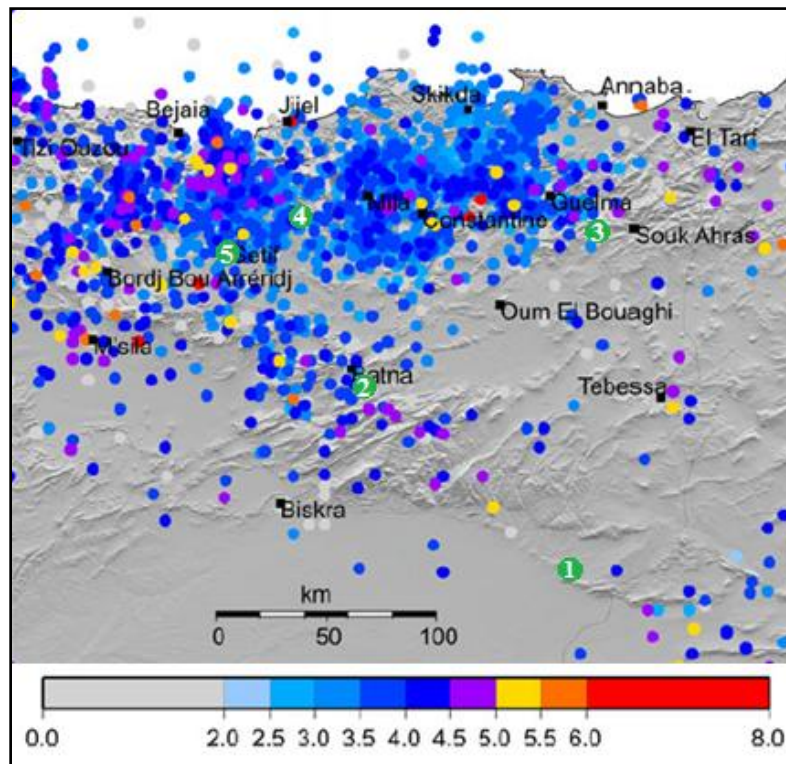 Annaba
Skikda
Jijel
Bejaia
El Tarf
Tizi Ouzou
Mila
Guelma
Constantine
4
3
Souk Ahras
5
Setif
Bordj Bou Arréridj
Oum El Bouaghi
M'sila
Batna
2
Tebessa
Biskra
1
km
0 50 100
0.0 2.0 2.5 3.0 3.5 4.0 4.5 5.0 5.5 6.0 8.0